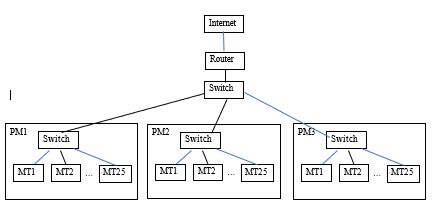 Internet
Router
Switch
PM1
Switch
MT1 MT2 ... MT25
PM2
Switch
MT1 MT2 ... MT25
PM3
Switch
MT1 MT2 ... MT25